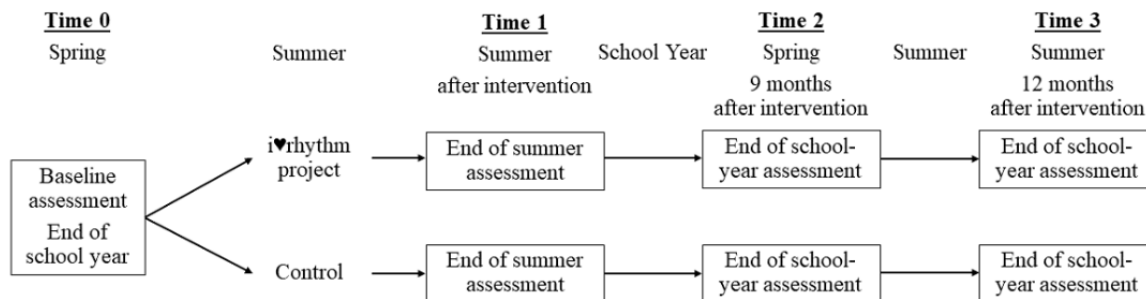 Time 0
Time 1
Time 2
Time 3
Spring
Summer
Summer
School Year
Spring
Summer
Summer
after intervention
9 months
after intervention
12 months
after intervention
Baseline
assessment
End of
school year
i♥rhythm
project
End of summer
assessment
End of school-
year assessment
End of school-
year assessment
Control
End of summer
assessment
End of school-
year assessment
End of school-
year assessment